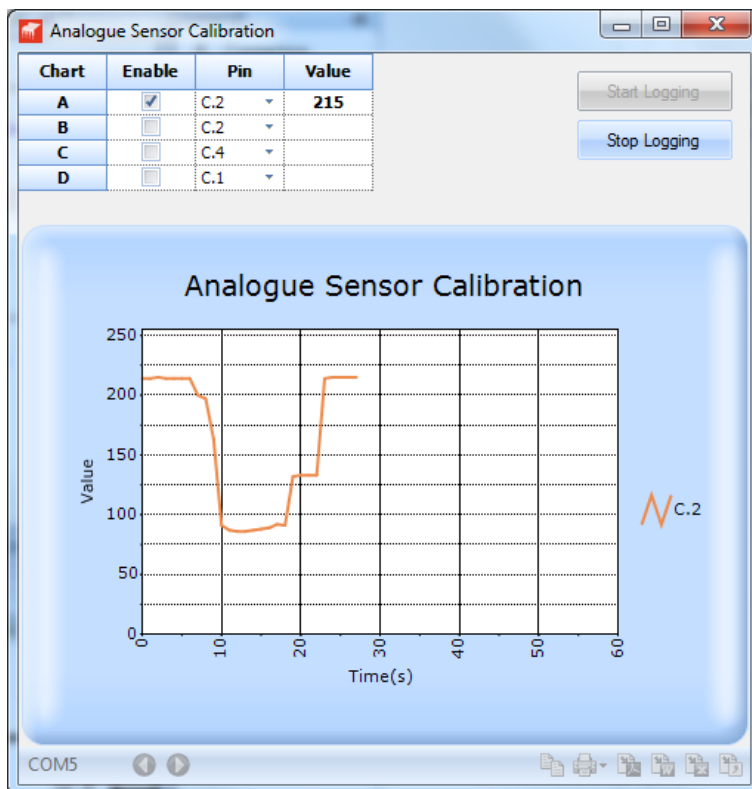 Analogue Sensor Calibration
Chart Enable Pin Value
A C.2 215
B C.2
C C.4
D C.1
Start Logging
Stop Logging
Analogue Sensor Calibration
250
200
150
100
50
0
Value
C.2
0 10 20 30 40 50 60
Time(s)
COM5